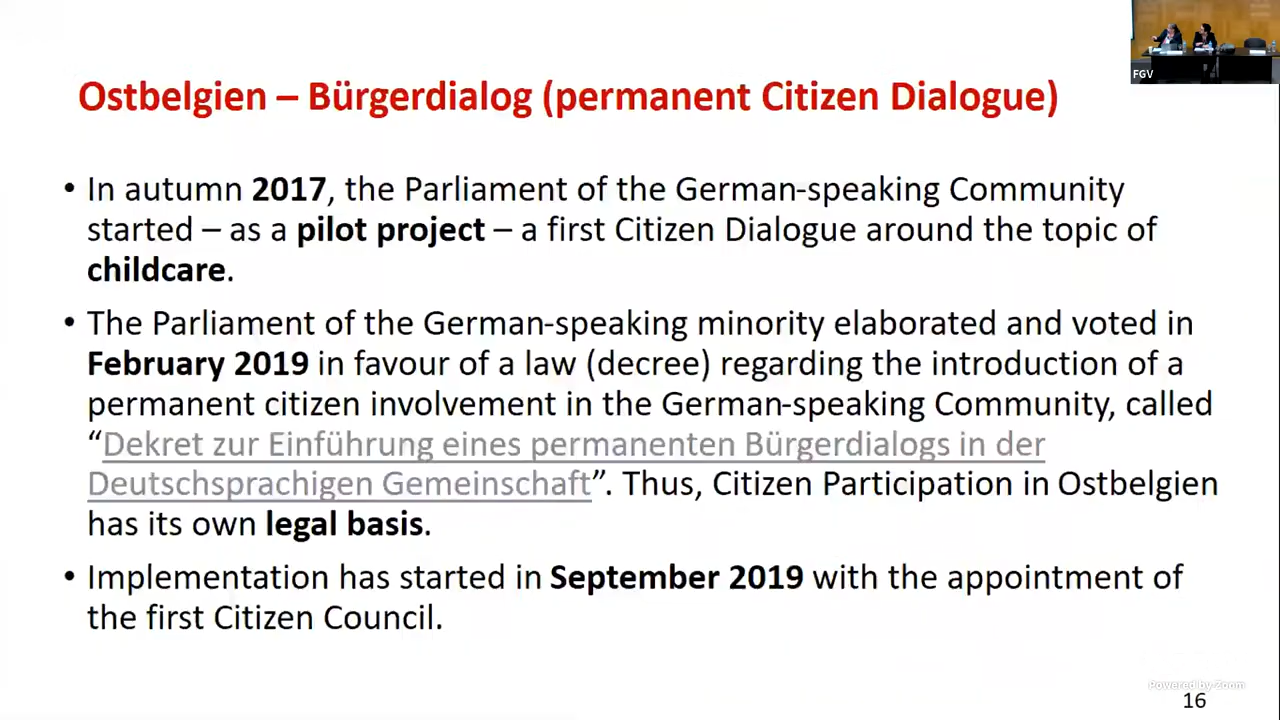 FGV
Ostbelgien – Bürgerdialog (permanent Citizen Dialogue)
• In autumn 2017, the Parliament of the German-speaking Community
started – as a pilot project – a first Citizen Dialogue around the topic of
childcare.
• The Parliament of the German-speaking minority elaborated and voted in
February 2019 in favour of a law (decree) regarding the introduction of a
permanent citizen involvement in the German-speaking Community, called
“Dekret zur Einführung eines permanenten Bürgerdialogs in der
Deutschsprachigen Gemeinschaft”. Thus, Citizen Participation in Ostbelgien
has its own legal basis.
• Implementation has started in September 2019 with the appointment of
the first Citizen Council.
Powered by Zoom
16